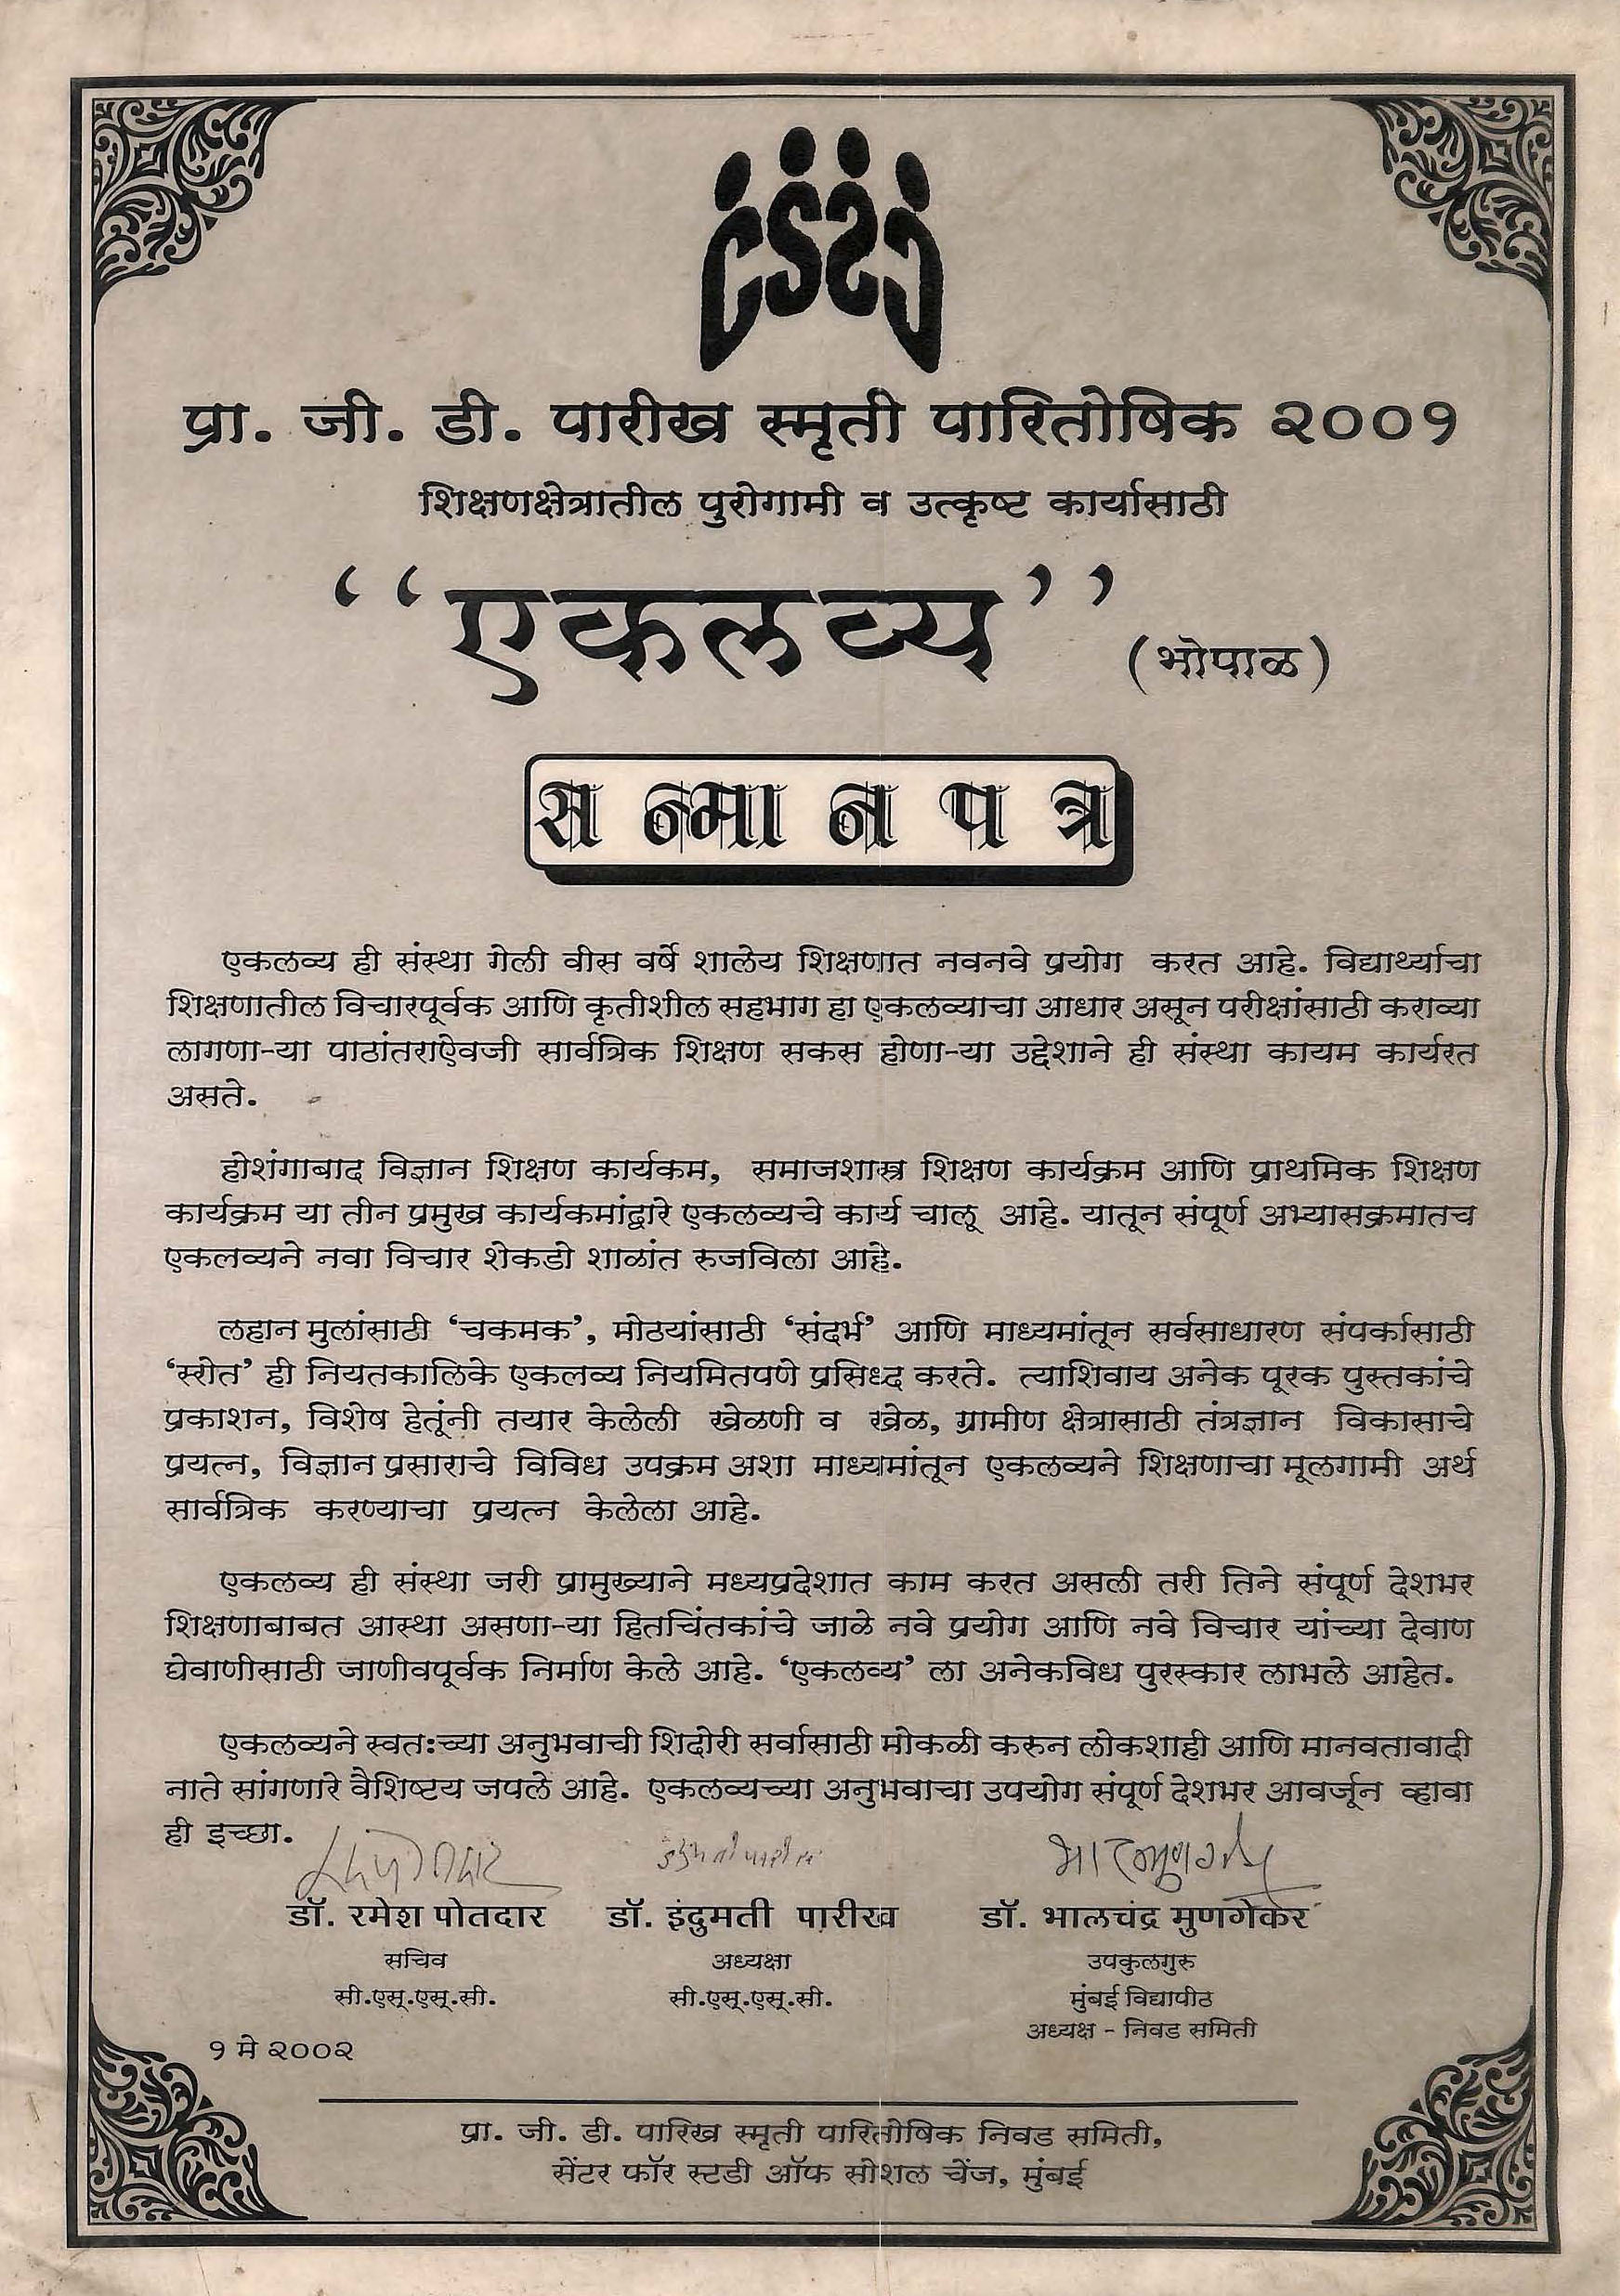 प्रा. जी. डी. पारीख स्मृती पारितोषिक २००१
शिक्षणक्षेत्रातील पुरोगामी व उत्कृष्ट कार्यासाठी
‘‘एकलव्य’’ (भोपाळ)
स न्मा न प त्र
एकलव्य ही संस्था गेली वीस वर्षे शालेय शिक्षणात नवनवे प्रयोग करत आहे. विद्यार्थ्याचा
शिक्षणातील विचारपूर्वक आणि कृतीशील सहभाग हा एकलव्याचा आधार असून परीक्षांसाठी कराव्या
लागणा-या पाठांतराऐवजी सार्वत्रिक शिक्षण सकस होणा-या उद्देशाने ही संस्था कायम कार्यरत
असते.
होशंगाबाद विज्ञान शिक्षण कार्यकम, समाजशास्त्र शिक्षण कार्यक्रम आणि प्राथमिक शिक्षण
कार्यक्रम या तीन प्रमुख कार्यकमांद्वारे एकलव्यचे कार्य चालू आहे. यातून संपूर्ण अभ्यासक्रमातच
एकलव्यने नवा विचार शेकडो शाळांत रुजविला आहे.
लहान मुलांसाठी ‘चकमक’, मोठयांसाठी ‘संदर्भ’ आणि माध्यमांतून सर्वसाधारण संपर्कासाठी
‘स्रोत’ ही नियतकालिके एकलव्य नियमितपणे प्रसिध्द करते. त्याशिवाय अनेक पूरक पुस्तकांचे
प्रकाशन, विशेष हेतूंनी तयार केलेली खेळणी व खेळ, ग्रामीण क्षेत्रासाठी तंत्रज्ञान विकासाचे
प्रयत्न, विज्ञान प्रसाराचे विविध उपक्रम अशा माध्यमांतून एकलव्यने शिक्षणाचा मूलगामी अर्थ
सार्वत्रिक करण्याचा प्रयत्न केलेला आहे.
एकलव्य ही संस्था जरी प्रामुख्याने मध्यप्रदेशात काम करत असली तरी तिने संपूर्ण देशभर
शिक्षणाबाबत आस्था असणा-या हितचिंतकांचे जाळे नवे प्रयोग आणि नवे विचार यांच्या देवाण
घेवाणीसाठी जाणीवपूर्वक निर्माण केले आहे. ‘एकलव्य’ ला अनेकविध पुरस्कार लाभले आहेत.
एकलव्यने स्वतःच्या अनुभवाची शिदोरी सर्वासाठी मोकळी करुन लोकशाही आणि मानवतावादी
नाते सांगणारे वैशिष्टय जपले आहे. एकलव्यच्या अनुभवाचा उपयोग संपूर्ण देशभर आवर्जून व्हावा
ही इच्छा.
डॉ. रमेश पोतदार डॉ. इंदुमती पारीख डॉ. भालचंद्र मुणगेकर
सचिव अध्यक्षा उपकुलगुरु
सी.एस्.एस्.सी. सी.एस्.एस्.सी. मुंबई विद्यापीठ
अध्यक्ष - निवड समिती
१ मे २००२
प्रा. जी. डी. पारिख स्मृती पारितोषिक निवड समिती,
सेंटर फॉर स्टडी ऑफ सोशल चेंज, मुंबई